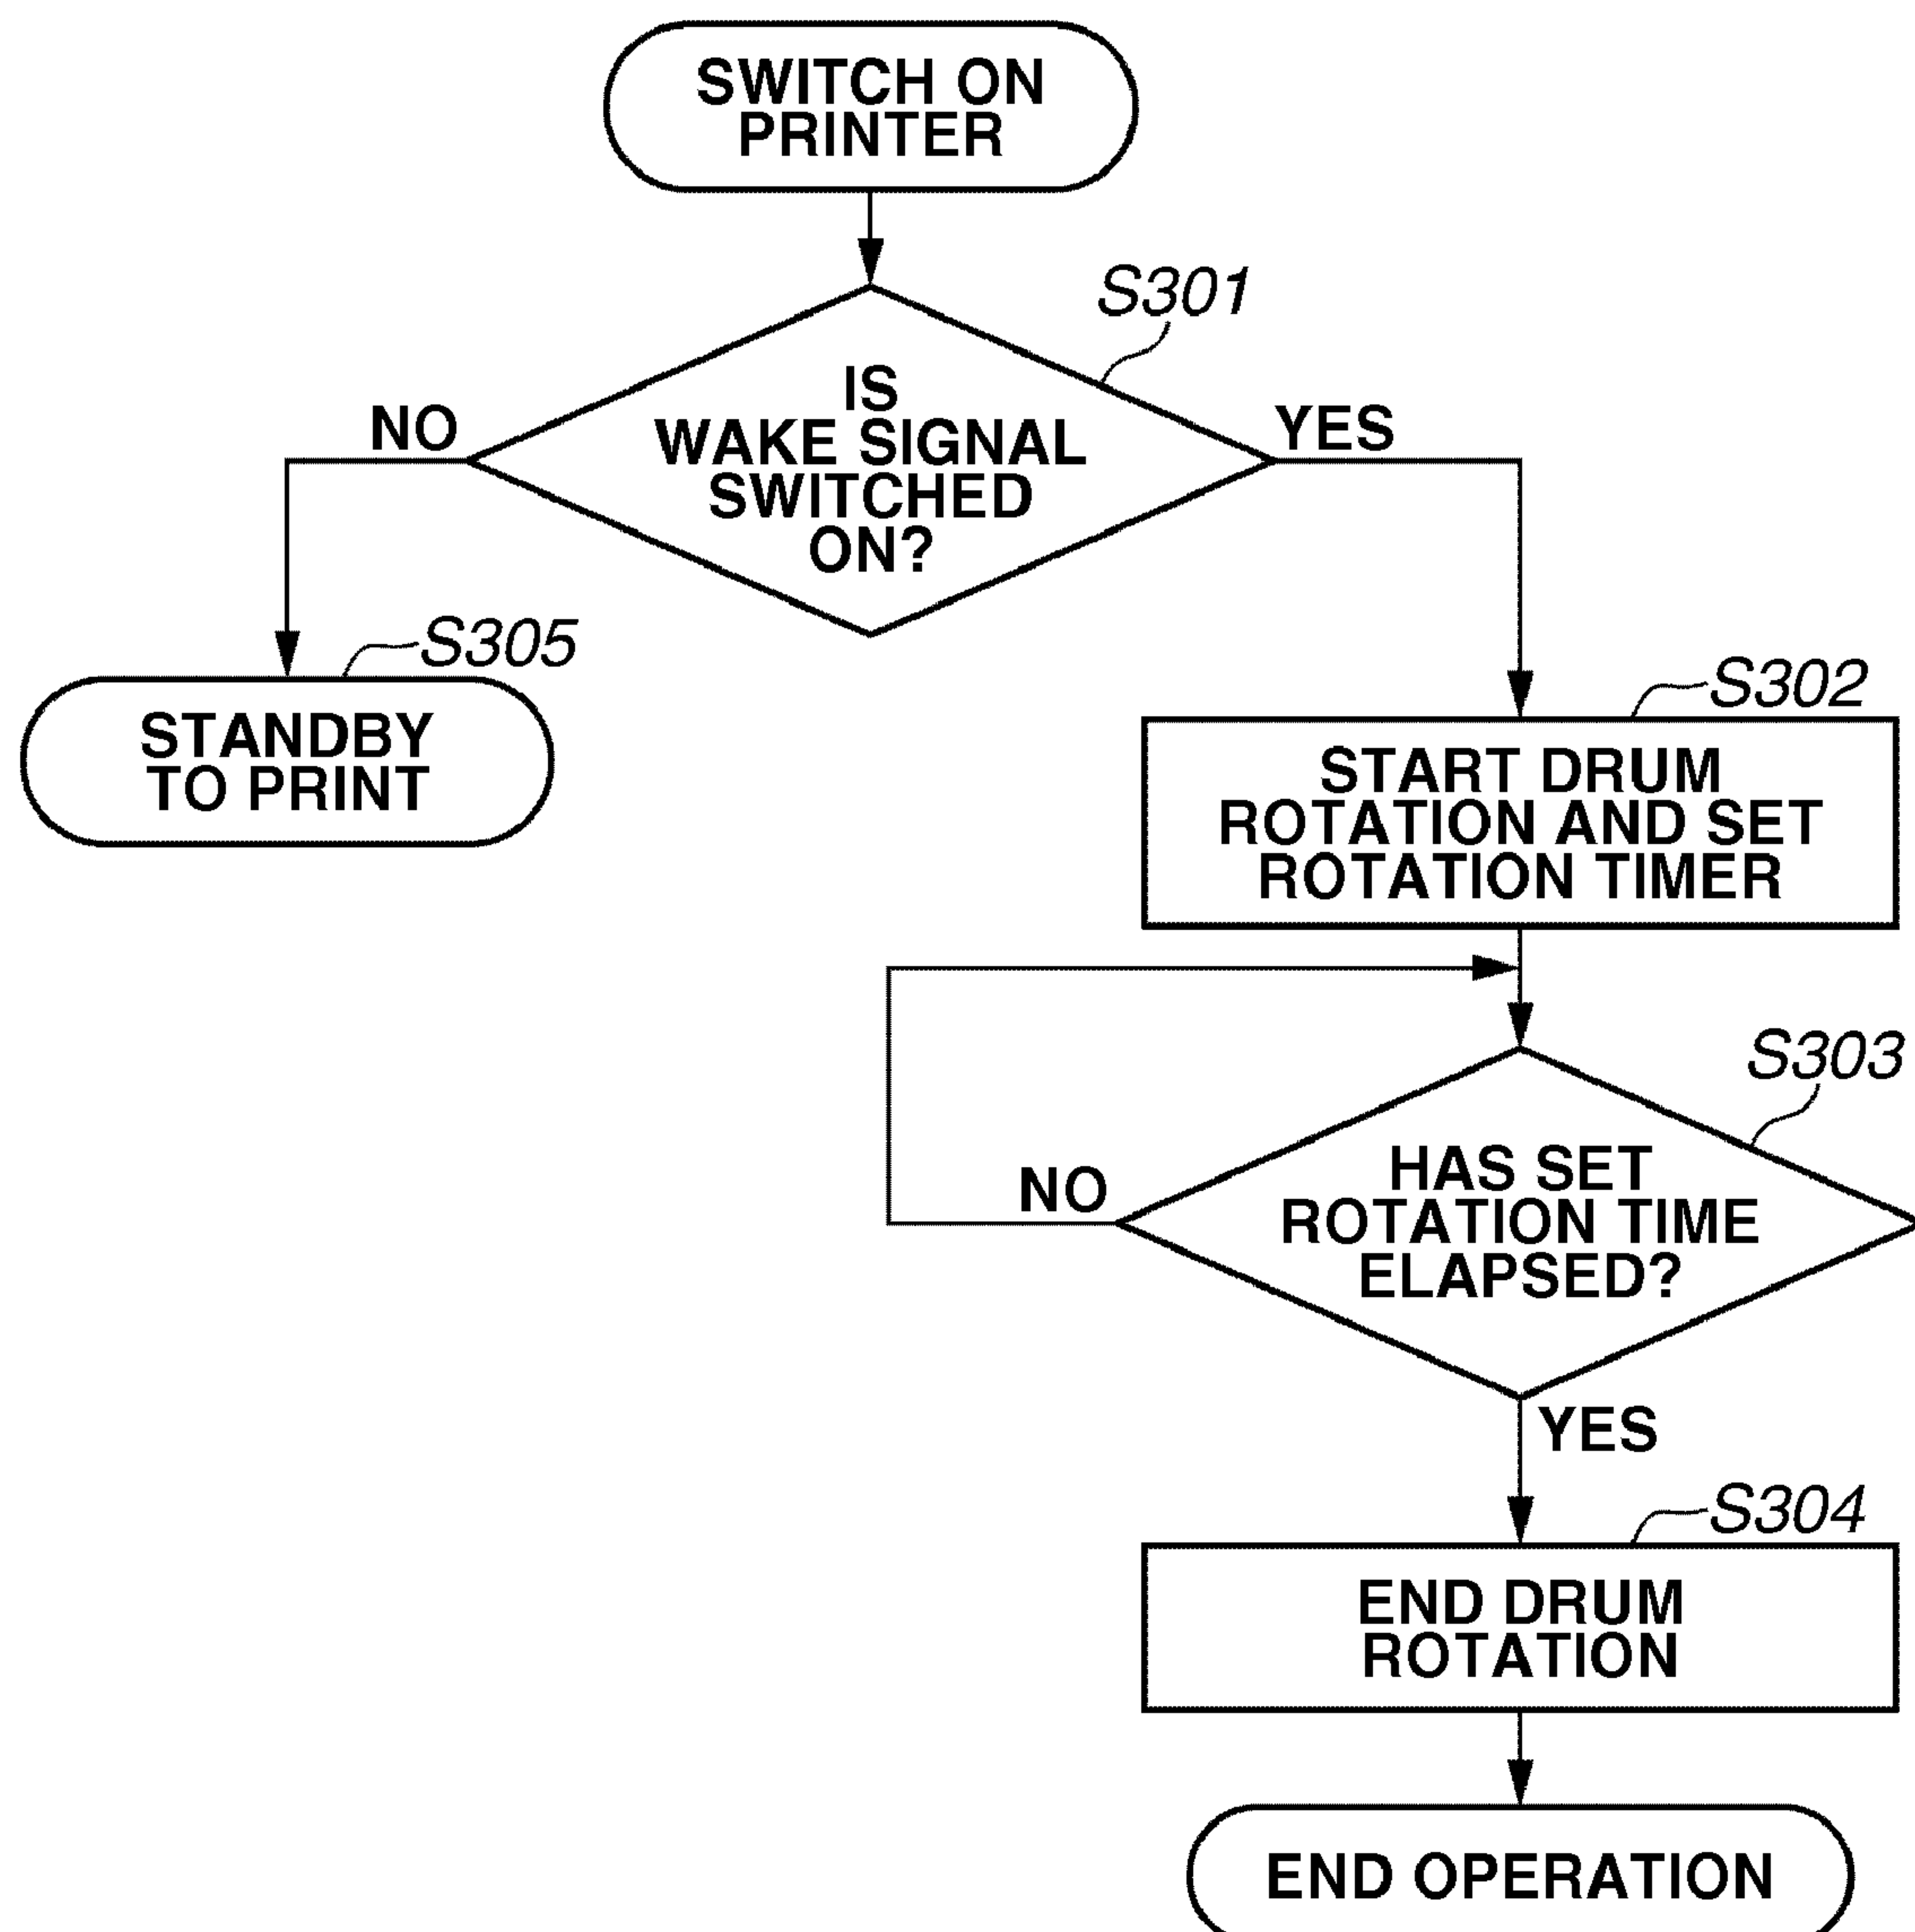 SWITCH ON
PRINTER
S301
IS
WAKE SIGNAL
SWITCHED
ON?
NO
YES
S305
STANDBY
TO PRINT
S302
START DRUM
ROTATION AND SET
ROTATION TIMER
S303
HAS SET
ROTATION TIME
ELAPSED?
NO
YES
S304
END DRUM
ROTATION
END OPERATION